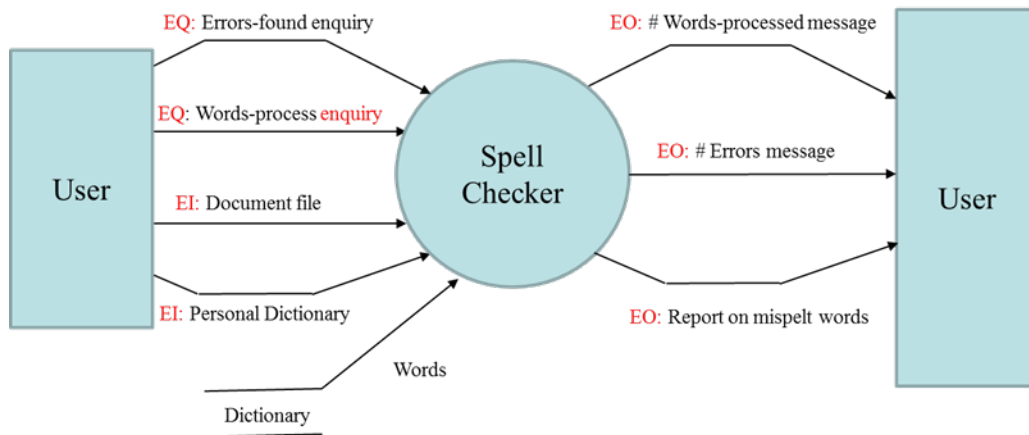 EQ: Errors-found enquiry
EO: # Words-processed message
EQ: Words-process enquiry
EO: # Errors message
User
Spell
Checker
User
EI: Document file
EI: Personal Dictionary
EO: Report on mispelt words
Words
Dictionary